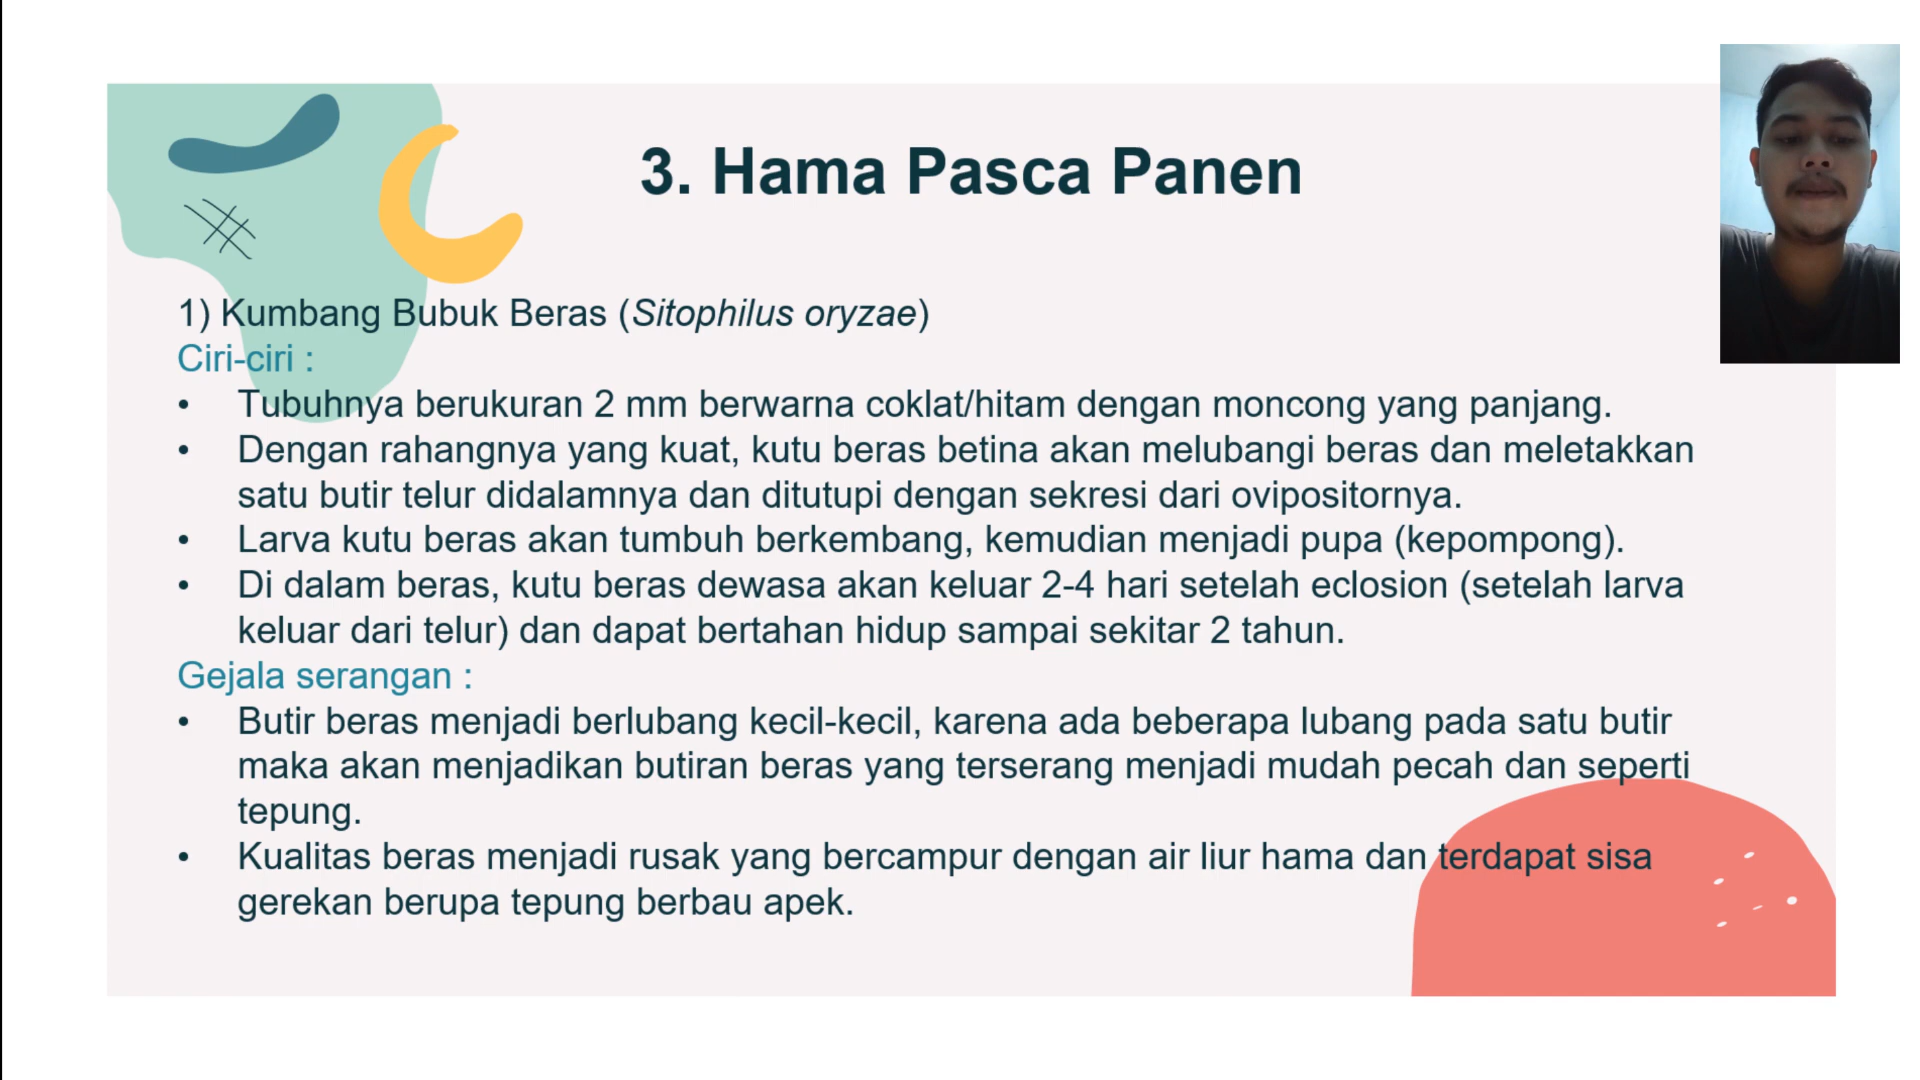 3. Hama Pasca Panen
1) Kumbang Bubuk Beras (Sitophilus oryzae)
Ciri-ciri :
• Tubuhnya berukuran 2 mm berwarna coklat/hitam dengan moncong yang panjang.
• Dengan rahangnya yang kuat, kutu beras betina akan melubangi beras dan meletakkan
satu butir telur didalamnya dan ditutupi dengan sekresi dari ovipositornya.
• Larva kutu beras akan tumbuh berkembang, kemudian menjadi pupa (kepompong).
• Di dalam beras, kutu beras dewasa akan keluar 2-4 hari setelah eclosion (setelah larva
keluar dari telur) dan dapat bertahan hidup sampai sekitar 2 tahun.
Gejala serangan :
• Butir beras menjadi berlubang kecil-kecil, karena ada beberapa lubang pada satu butir
maka akan menjadikan butiran beras yang terserang menjadi mudah pecah dan seperti
tepung.
• Kualitas beras menjadi rusak yang bercampur dengan air liur hama dan terdapat sisa
gerekan berupa tepung berbau apek.